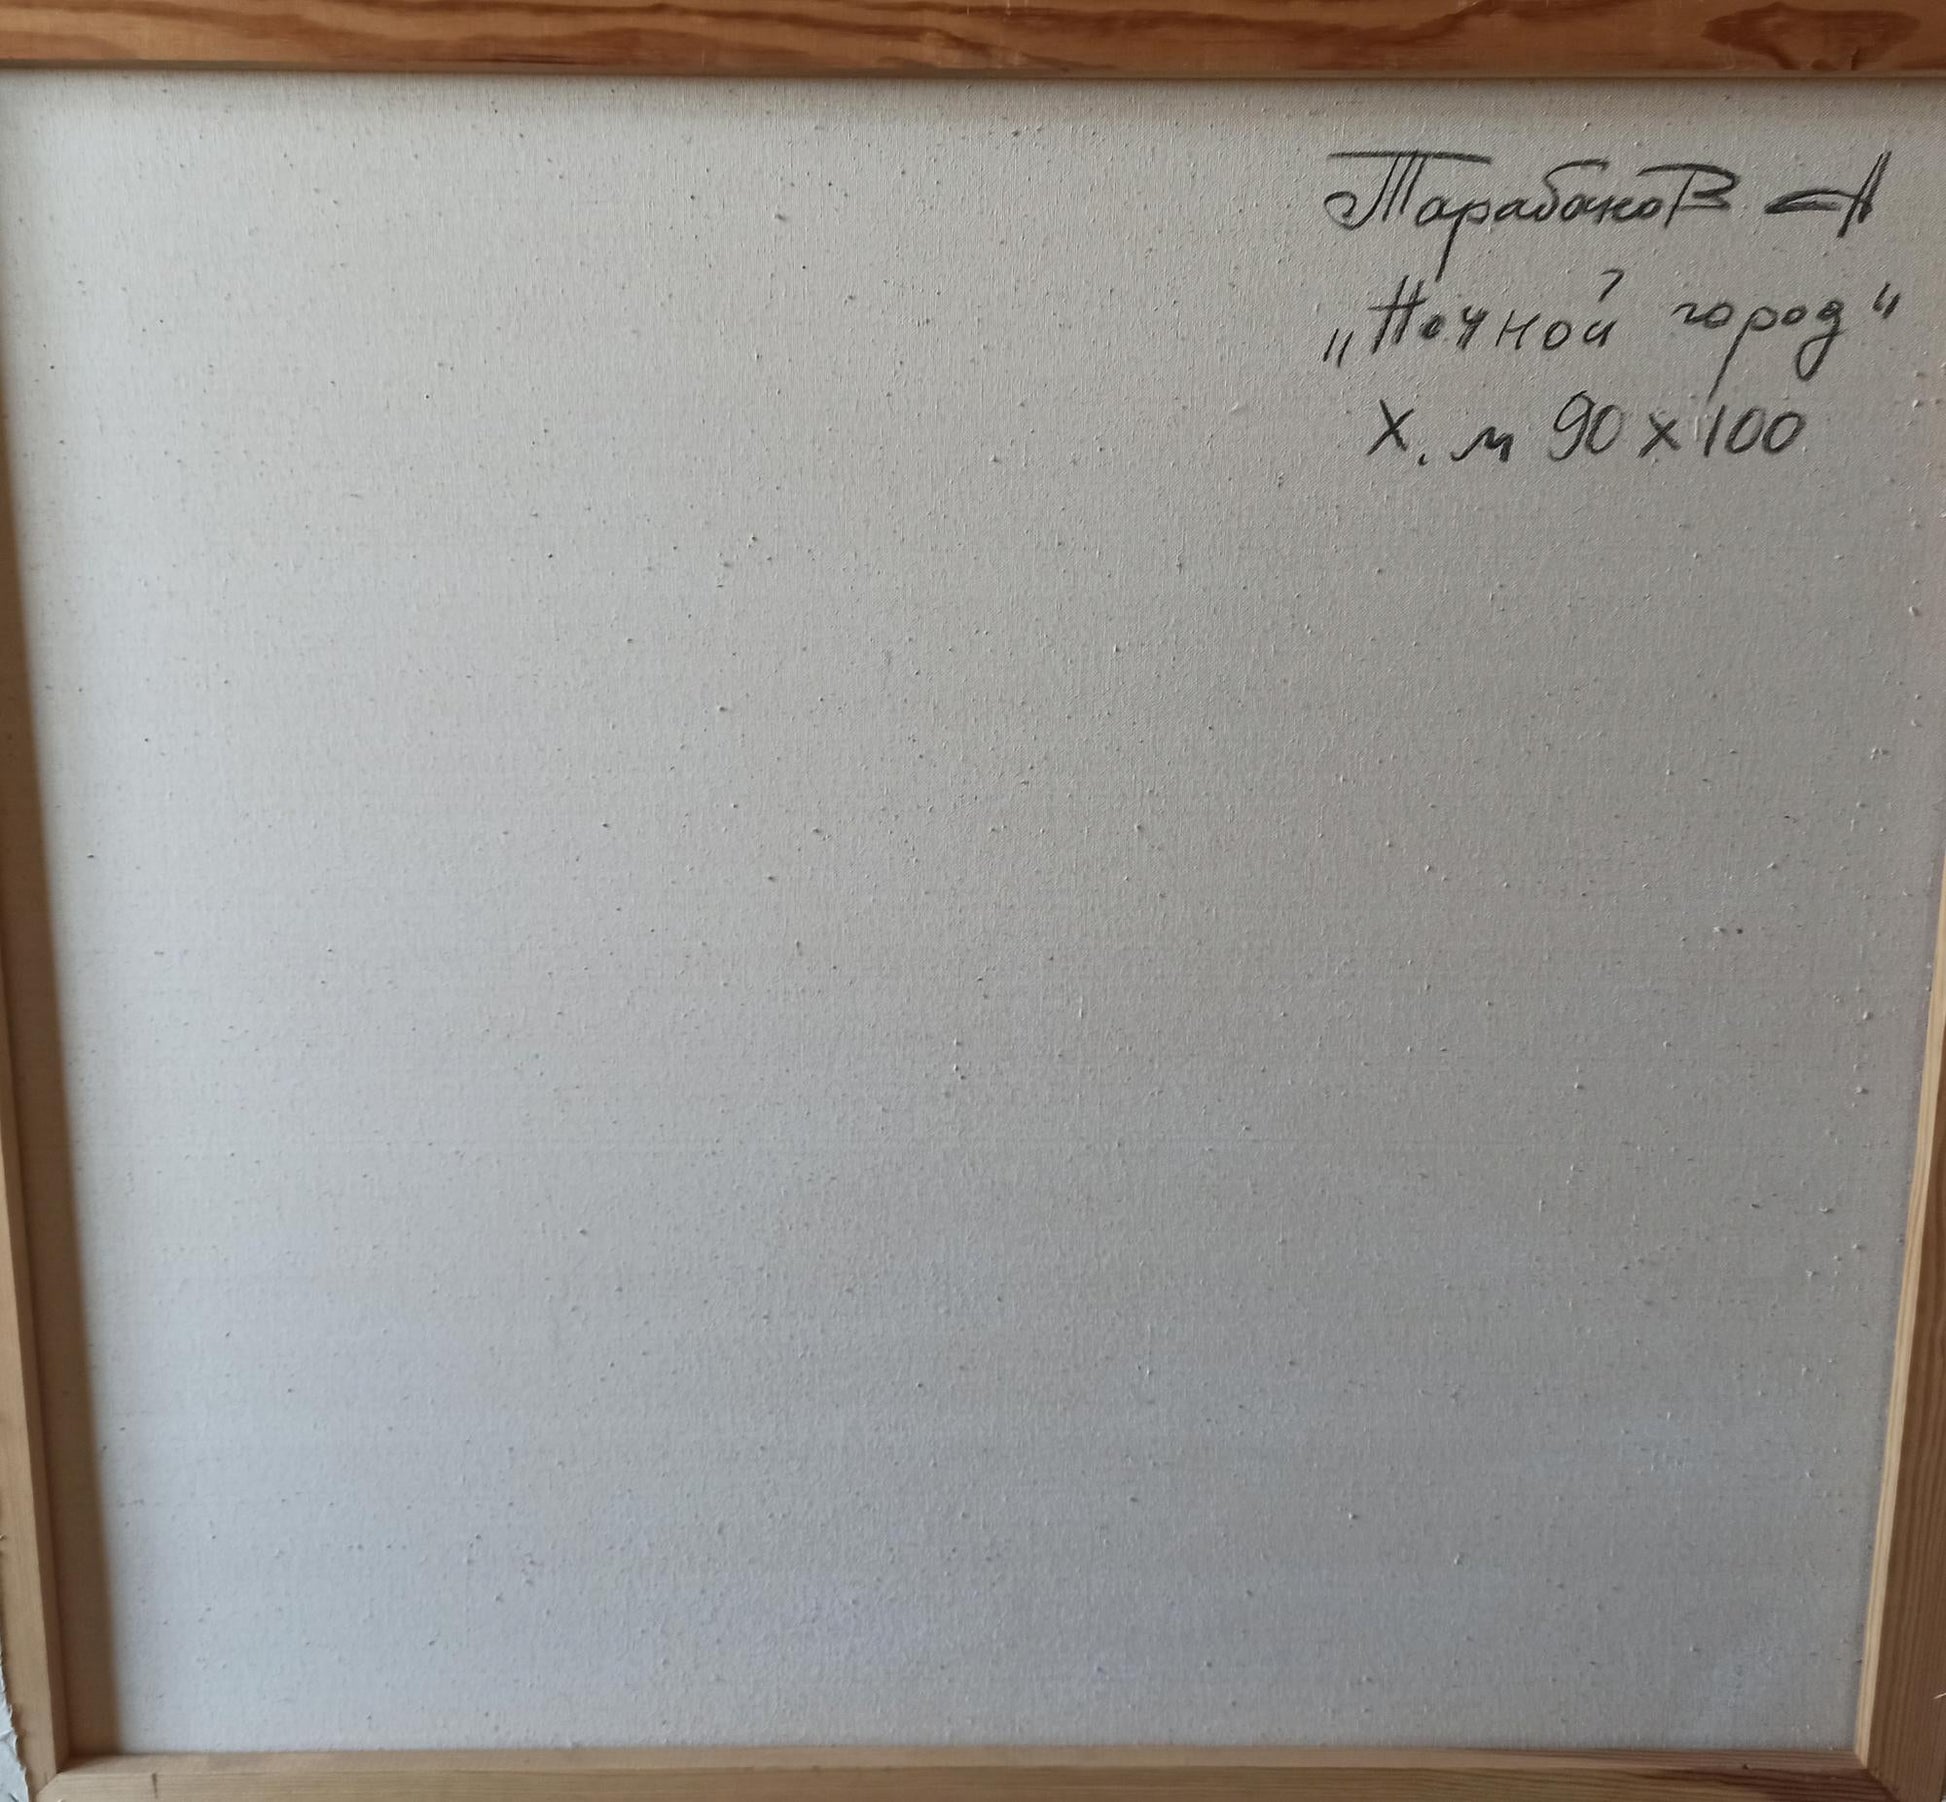 Тарабанов А
„Ночной город“
Х. м 90 х 100